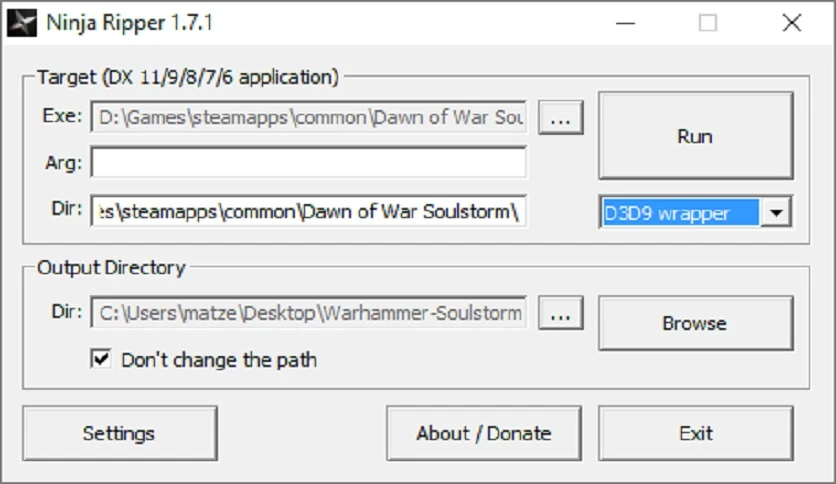 Ninja Ripper 1.7.1
Target (DX 11/9/8/7/6 application)
Exe: D:\Games\steamapps\common\Dawn of War Sou ...
Run
Arg:
Dir: es\steamapps\common\Dawn of War Soulstorm\
D3D9 wrapper
Output Directory
Dir: C:\Users\matze\Desktop\Warhammer-Soulstorm ...
Browse
Don't change the path
Settings About / Donate Exit